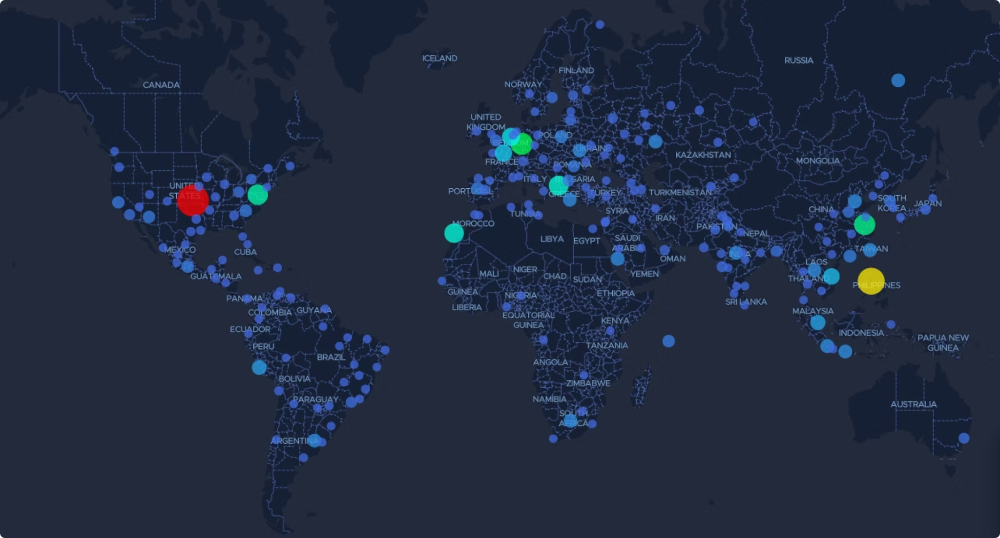 ICELAND
RUSSIA
FINLAND
CANADA
NORWAY
UNITED
KINGDOM
POLAND
BELGIUM
UKRAINE
KAZAKHSTAN
MONGOLIA
FRANCE
ROMANIA
ITALY
BULGARIA
UNITED
STATES
PORTUGAL
GREECE
TURKEY
TURKMENISTAN
SOUTH
KOREA
JAPAN
CHINA
SYRIA
TUNISIA
IRAN
MOROCCO
PAKISTAN
NEPAL
LIBYA
EGYPT
SAUDI
ARABIA
MEXICO
CUBA
TAIWAN
INDIA
OMAN
LAOS
NIGER
MALI
YEMEN
GUATEMALA
CHAD
SUDAN
THAILAND
PHILIPPINES
GUINEA
NIGERIA
ETHIOPIA
PANAMA
SRI LANKA
LIBERIA
COLOMBIA
GUYANA
EQUATORIAL
GUINEA
MALAYSIA
KENYA
ECUADOR
INDONESIA
PAPUA NEW
GUINEA
PERU
TANZANIA
BRAZIL
ANGOLA
BOLIVIA
ZIMBABWE
PARAGUAY
NAMIBIA
AUSTRALIA
SOUTH
AFRICA
ARGENTINA